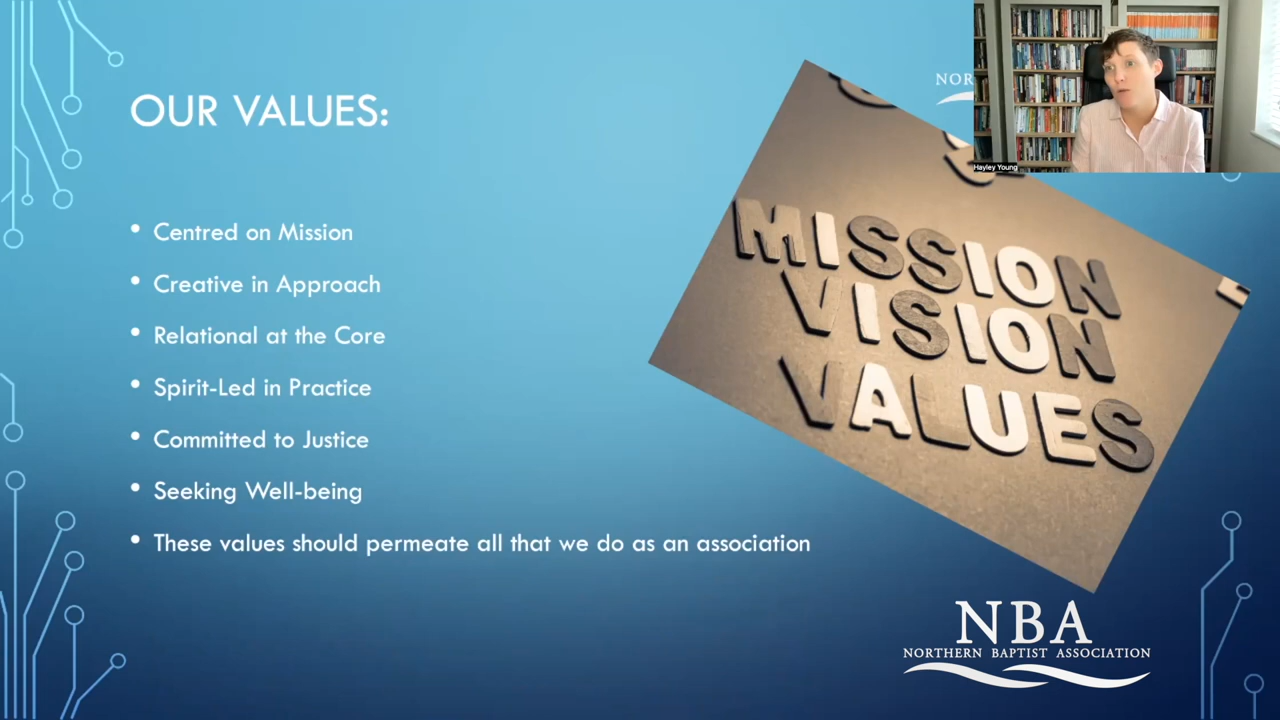 OUR VALUES:
NOR
Hayley Young
• Centred on Mission
• Creative in Approach
• Relational at the Core
• Spirit-Led in Practice
• Committed to Justice
• Seeking Well-being
• These values should permeate all that we do as an association
MISSION
VISION
VALUES
NBA
NORTHERN BAPTIST ASSOCIATION